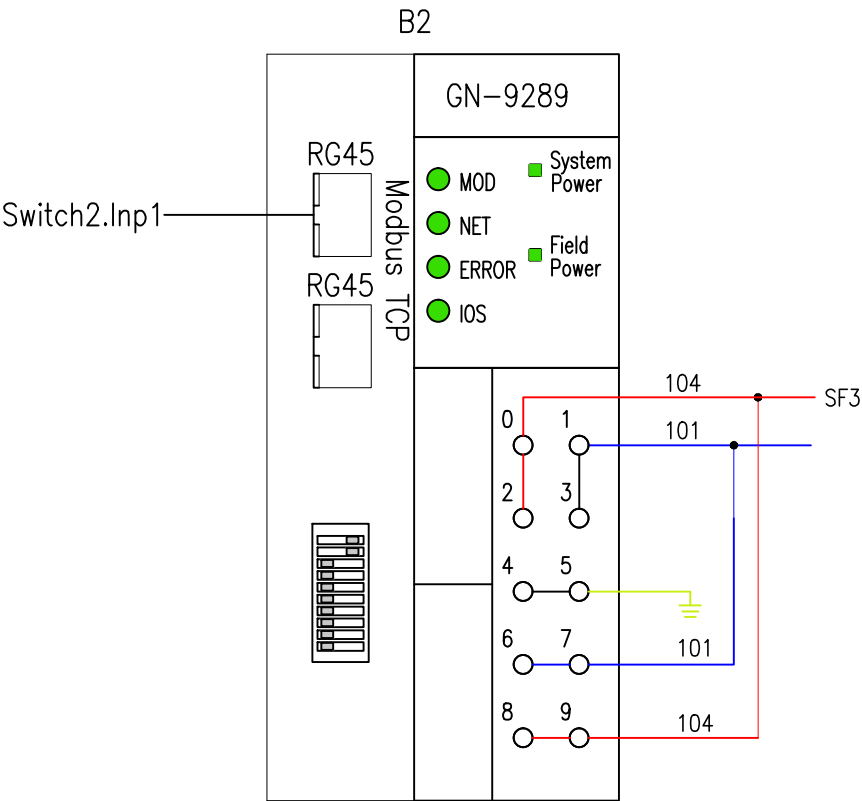 B2
GN-9289
RG45
System
Power
MOD
Switch2.Inp1
Modbus TCP
NET
Field
Power
ERROR
RG45
IOS
104
SF3
0 1
101
2 3
4 5
6 7
101
8 9
104